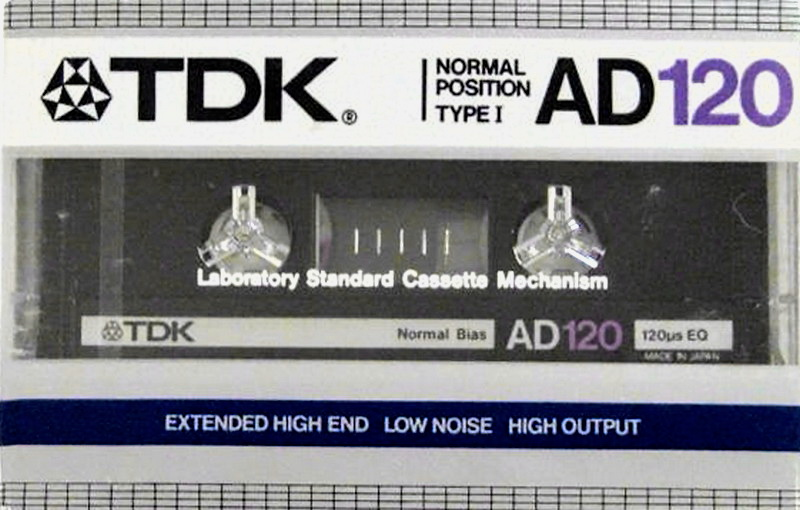 TDK®
NORMAL
POSITION
TYPE I
AD120
Laboratory Standard Cassette Mechanism
TDK Normal Bias AD120 120µs EQ
MADE IN JAPAN
EXTENDED HIGH END LOW NOISE HIGH OUTPUT